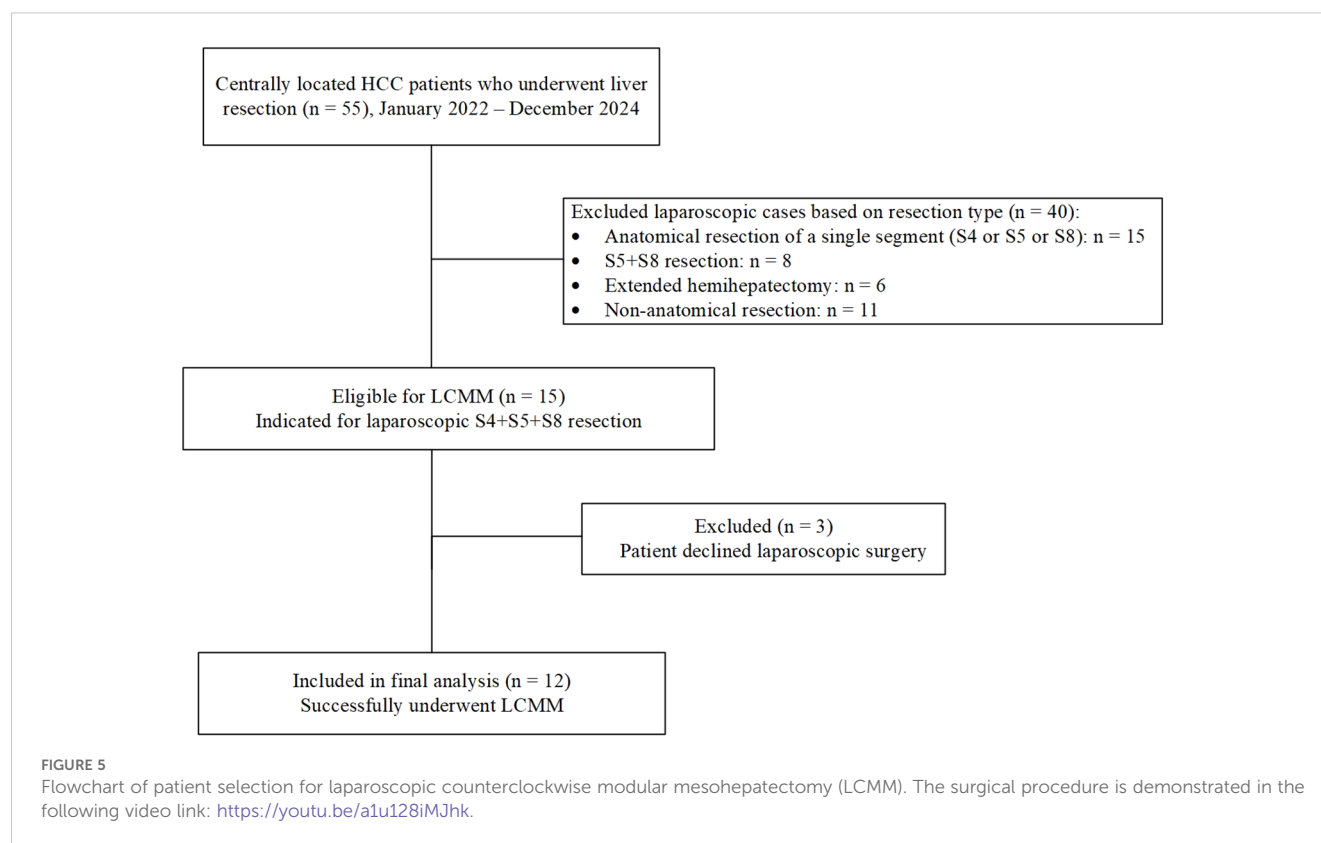 Centrally located HCC patients who underwent liver
resection (n = 55), January 2022 – December 2024
Excluded laparoscopic cases based on resection type (n = 40):
• Anatomical resection of a single segment (S4 or S5 or S8): n = 15
• S5+S8 resection: n = 8
• Extended hemihepatectomy: n = 6
• Non-anatomical resection: n = 11
Eligible for LCMM (n = 15)
Indicated for laparoscopic S4+S5+S8 resection
Excluded (n = 3)
Patient declined laparoscopic surgery
Included in final analysis (n = 12)
Successfully underwent LCMM
FIGURE 5
Flowchart of patient selection for laparoscopic counterclockwise modular mesohepatectomy (LCMM). The surgical procedure is demonstrated in the
following video link: https://youtu.be/a1u128iMJhk.